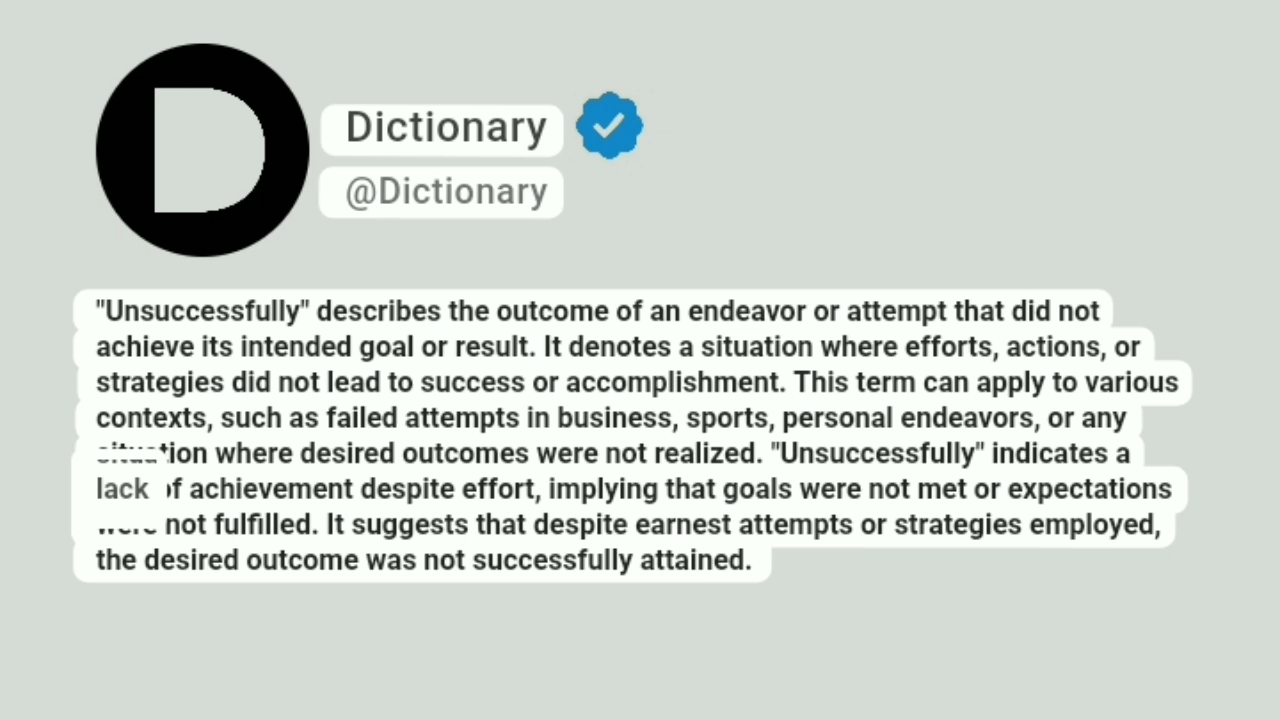 D
Dictionary
@Dictionary
"Unsuccessfully" describes the outcome of an endeavor or attempt that did not
achieve its intended goal or result. It denotes a situation where efforts, actions, or
strategies did not lead to success or accomplishment. This term can apply to various
contexts, such as failed attempts in business, sports, personal endeavors, or any
situation where desired outcomes were not realized. "Unsuccessfully" indicates a
lack of achievement despite effort, implying that goals were not met or expectations
were not fulfilled. It suggests that despite earnest attempts or strategies employed,
the desired outcome was not successfully attained.